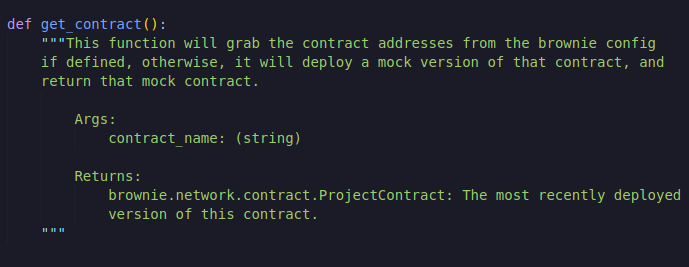 def get_contract():
    """This function will grab the contract addresses from the brownie config
    if defined, otherwise, it will deploy a mock version of that contract, and
    return that mock contract.

        Args:
            contract_name: (string)

        Returns:
            brownie.network.contract.ProjectContract: The most recently deployed
            version of this contract.
    """